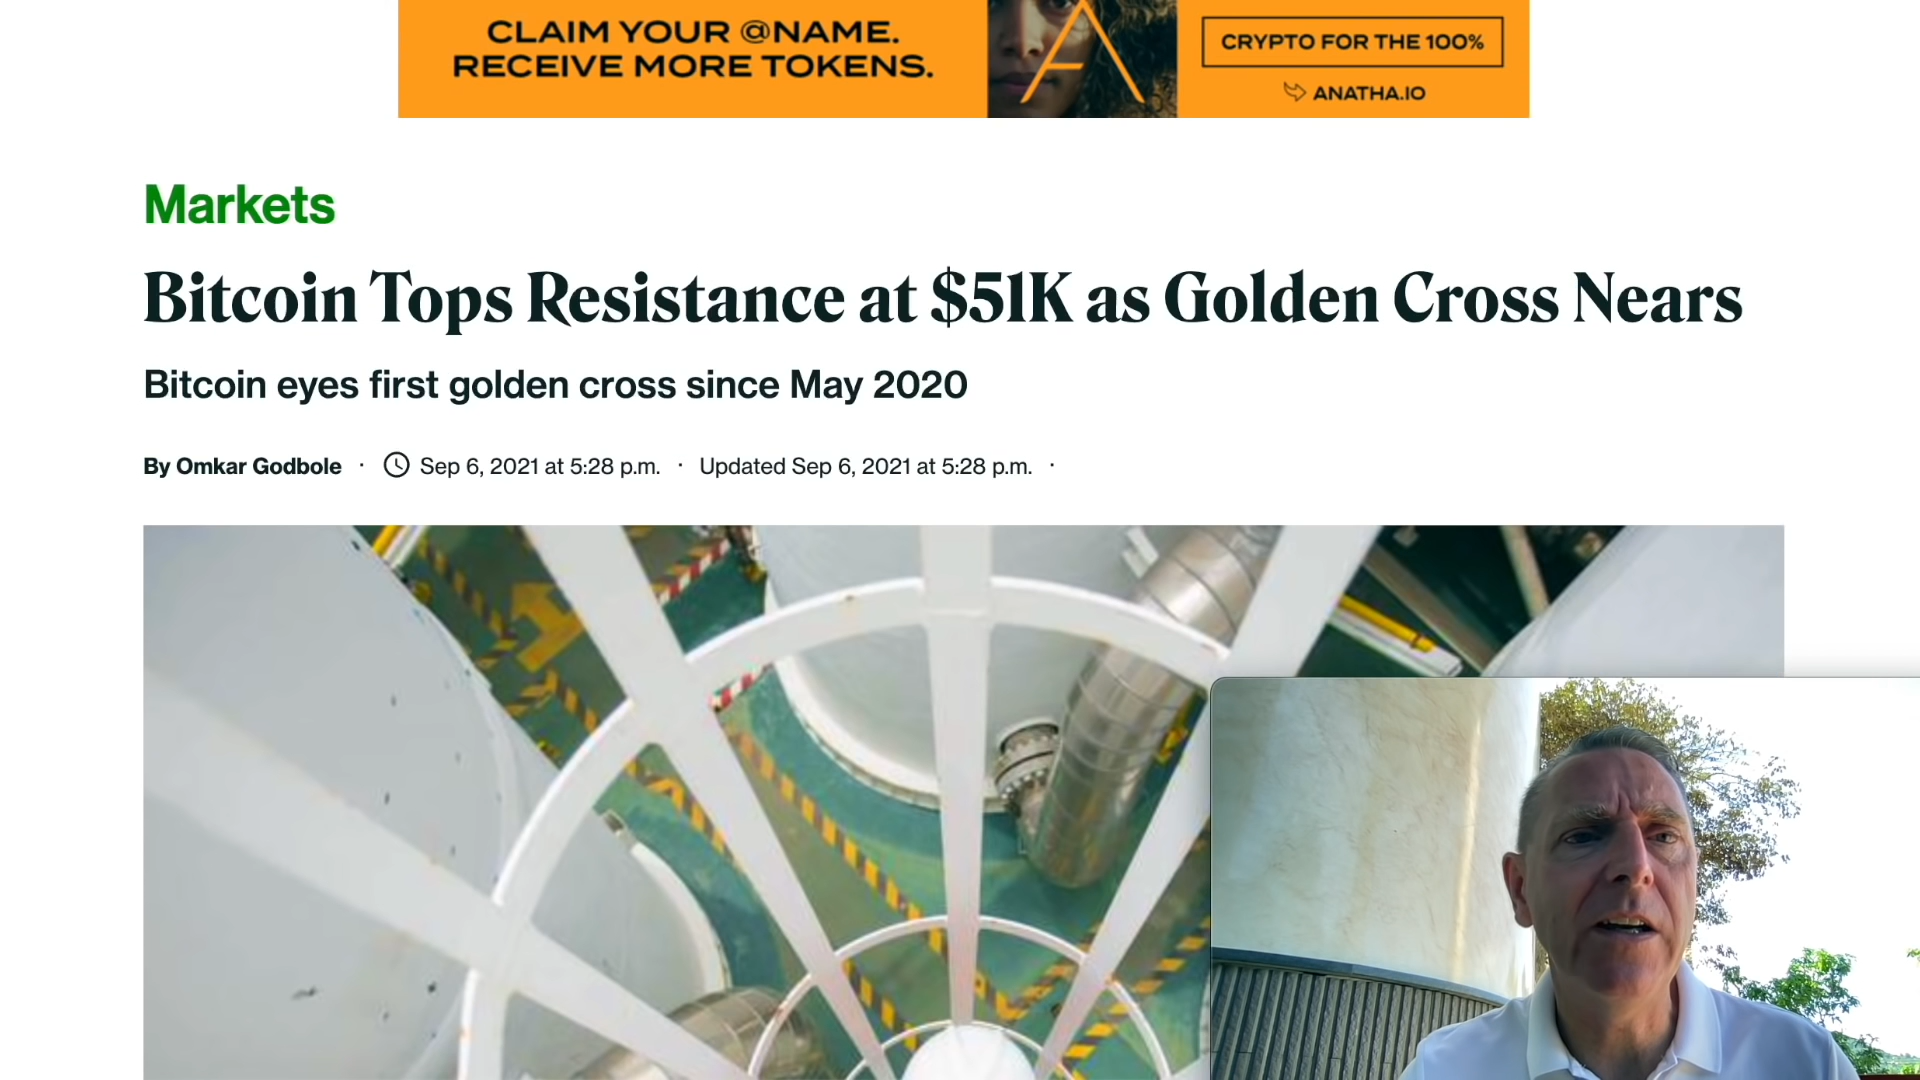 CLAIM YOUR @NAME.
RECEIVE MORE TOKENS.
CRYPTO FOR THE 100%
ANATHA.IO
Markets
Bitcoin Tops Resistance at $51K as Golden Cross Nears
Bitcoin eyes first golden cross since May 2020
By Omkar Godbole · Sep 6, 2021 at 5:28 p.m. · Updated Sep 6, 2021 at 5:28 p.m. ·